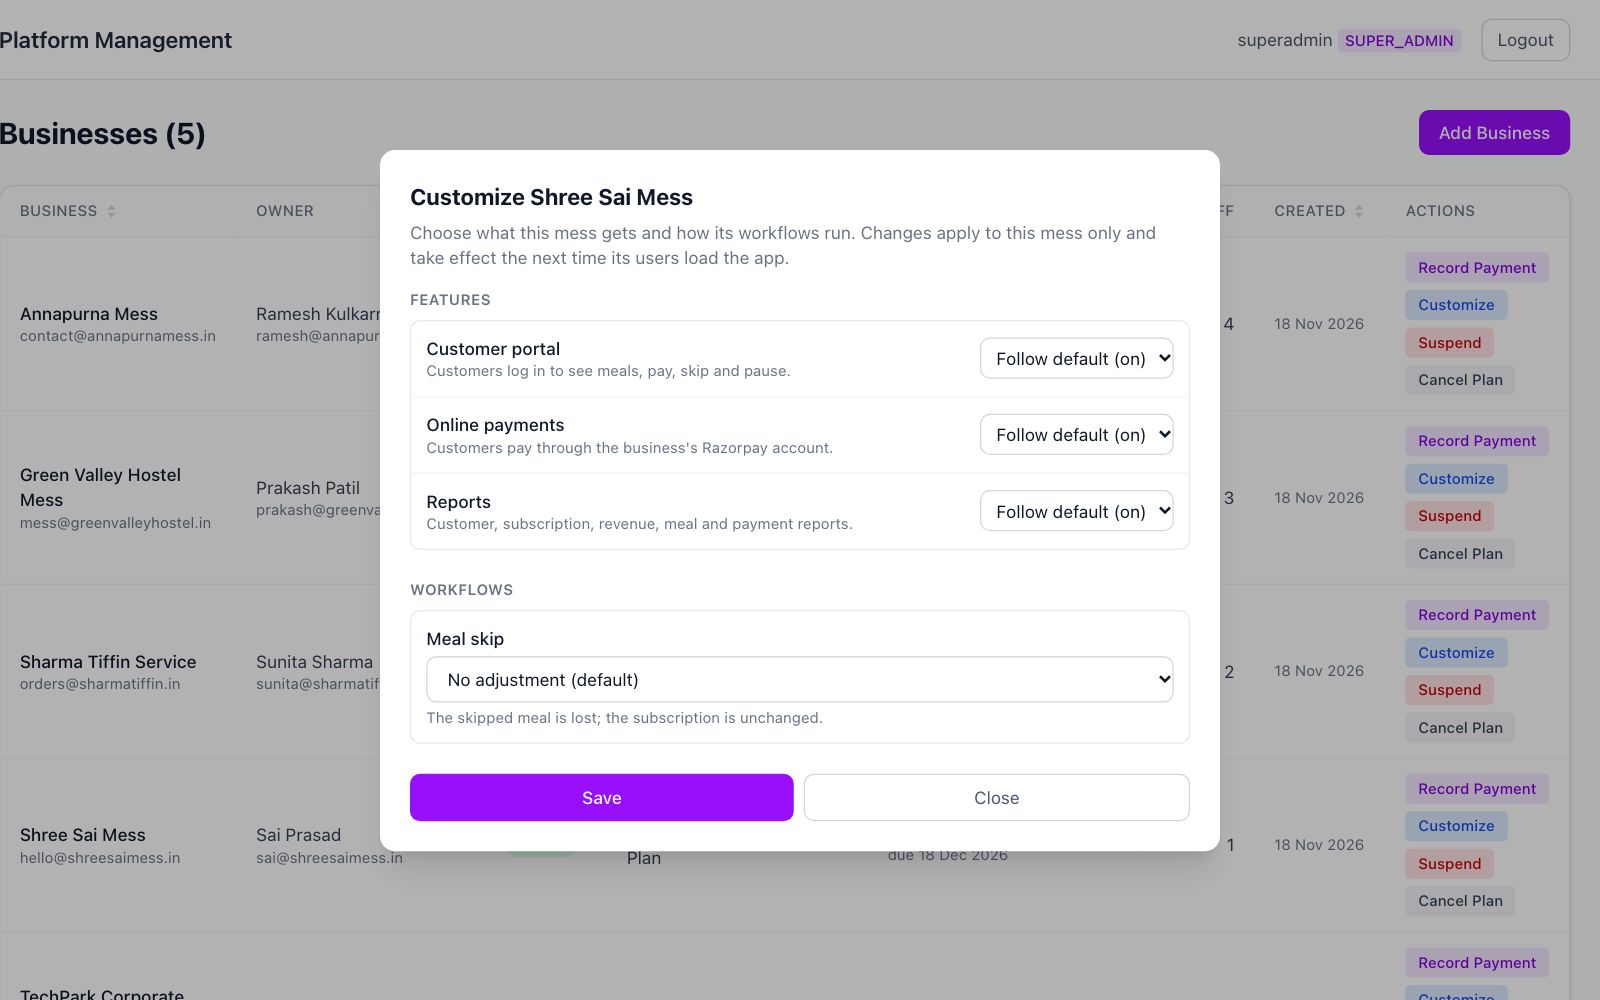 Platform Management
superadmin SUPER_ADMIN Logout
Businesses (5)
Add Business
BUSINESS OWNER
CREATED ACTIONS
Annapurna Mess
contact@annapurnamess.in
Ramesh
4
18 Nov 2026
Record Payment
Customize
Suspend
Cancel Plan
Green Valley Hostel
Mess
mess@greenvalleyhostel.in
Prakash Patil
3
18 Nov 2026
Record Payment
Customize
Suspend
Cancel Plan
Sharma Tiffin Service
orders@sharmatiffin.in
Sunita Sharma
2
18 Nov 2026
Record Payment
Customize
Suspend
Cancel Plan
Shree Sai Mess
hello@shreesaimess.in
Sai Prasad
sai@shreesaimess.in
Plan
due 18 Dec 2026
1
18 Nov 2026
Record Payment
Customize
Suspend
Cancel Plan
TechPark Corporate
Record Payment
Customize
Customize Shree Sai Mess
Choose what this mess gets and how its workflows run. Changes apply to this mess only and
take effect the next time its users load the app.
FEATURES
Customer portal
Customers log in to see meals, pay, skip and pause.
Follow default (on)
Online payments
Customers pay through the business's Razorpay account.
Follow default (on)
Reports
Customer, subscription, revenue, meal and payment reports.
Follow default (on)
WORKFLOWS
Meal skip
No adjustment (default)
The skipped meal is lost; the subscription is unchanged.
Save Close